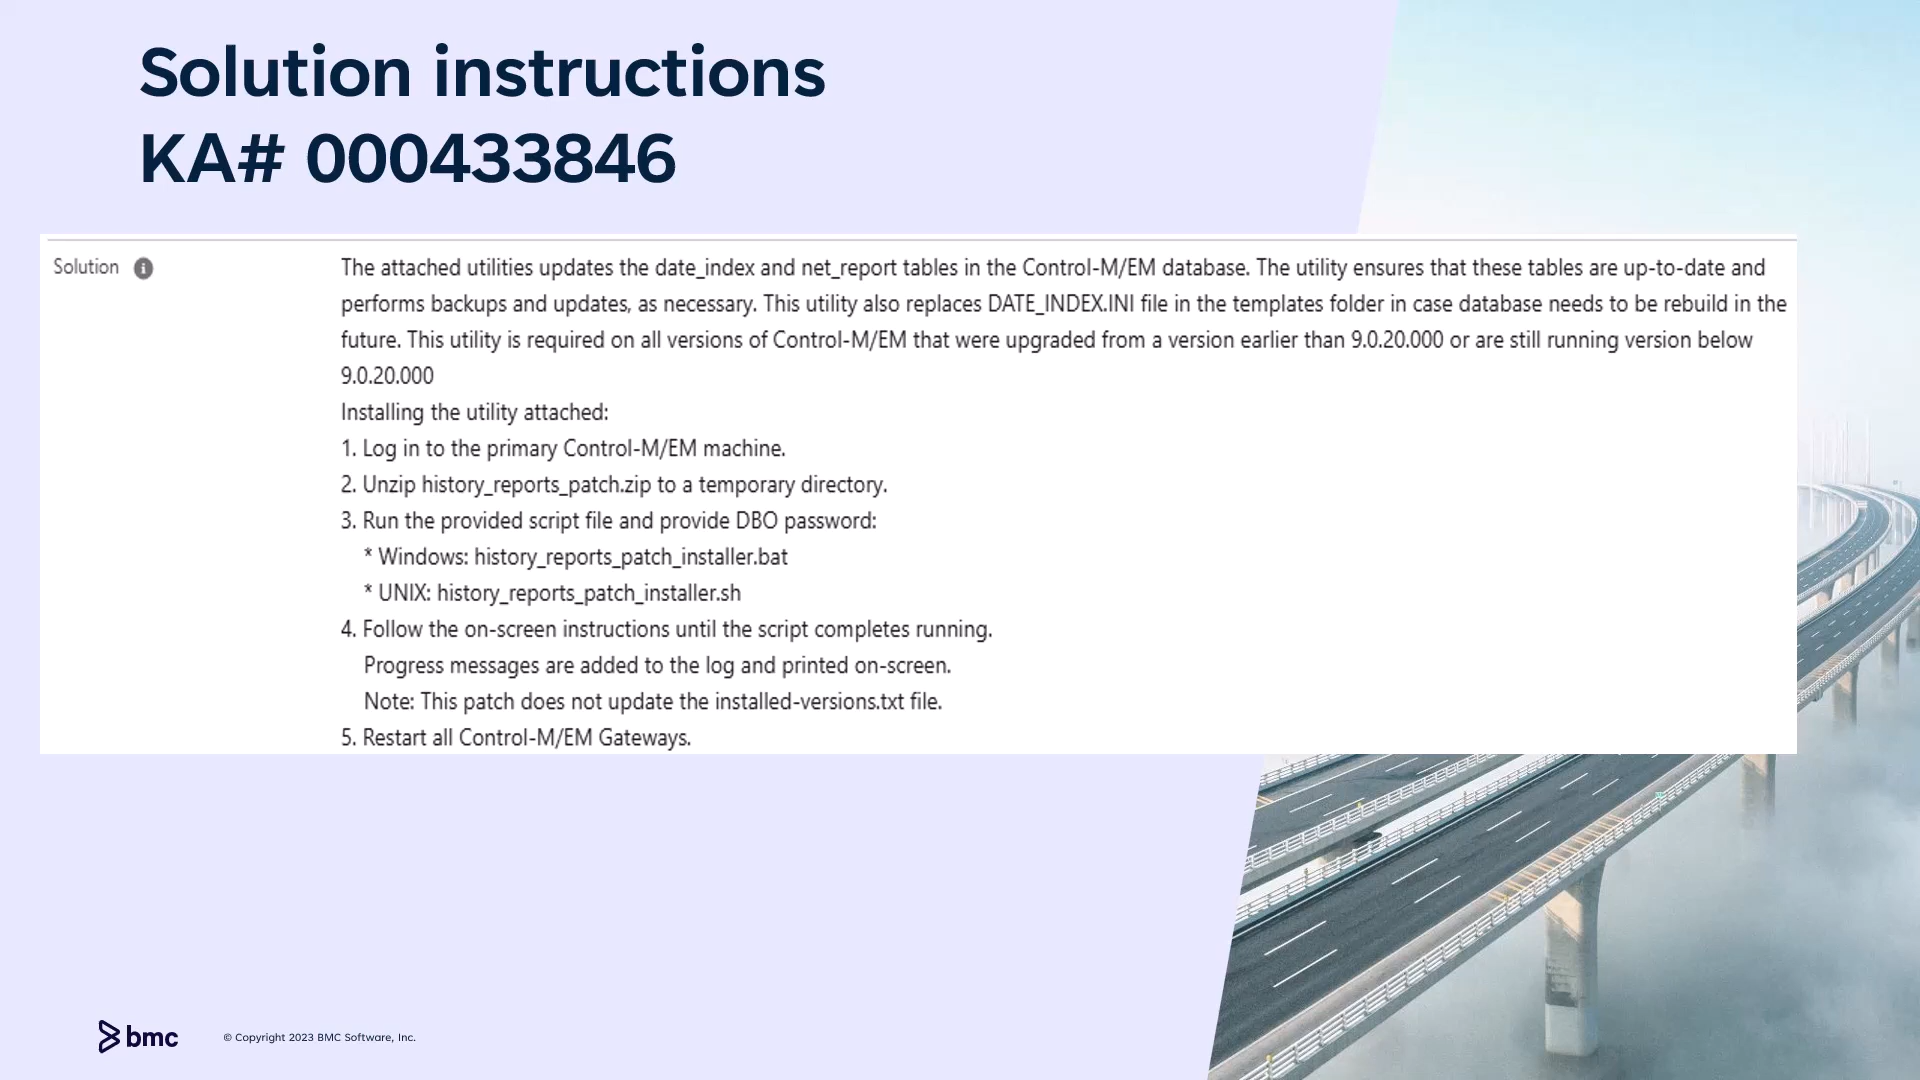 Solution instructions
KA# 000433846
Solution
The attached utilities updates the date_index and net_report tables in the Control-M/EM database. The utility ensures that these tables are up-to-date and
performs backups and updates, as necessary. This utility also replaces DATE_INDEX.INI file in the templates folder in case database needs to be rebuild in the
future. This utility is required on all versions of Control-M/EM that were upgraded from a version earlier than 9.0.20.000 or are still running version below
9.0.20.000
Installing the utility attached:
1. Log in to the primary Control-M/EM machine.
2. Unzip history_reports_patch.zip to a temporary directory.
3. Run the provided script file and provide DBO password:
* Windows: history_reports_patch_installer.bat
* UNIX: history_reports_patch_installer.sh
4. Follow the on-screen instructions until the script completes running.
Progress messages are added to the log and printed on-screen.
Note: This patch does not update the installed-versions.txt file.
5. Restart all Control-M/EM Gateways.
bmc
© Copyright 2023 BMC Software, Inc.